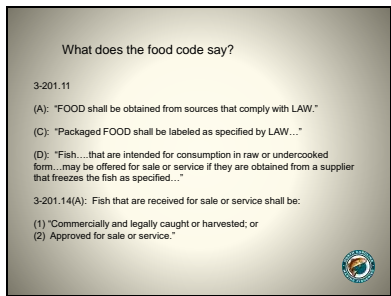 What does the food code say?
3-201.11
(A): “FOOD shall be obtained from sources that comply with LAW.”
(C): “Packaged FOOD shall be labeled as specified by LAW…”
(D): “Fish….that are intended for consumption in raw or undercooked
form…may be offered for sale or service if they are obtained from a supplier
that freezes the fish as specified…”
3-201.14(A): Fish that are received for sale or service shall be:
(1) “Commercially and legally caught or harvested; or
(2) Approved for sale or service.”